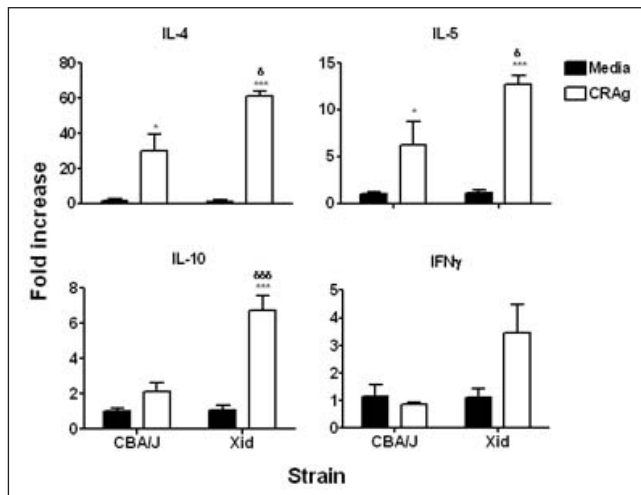 IL-4
IL-5
Media
CRAg
Fold increase
80
60
40
20
0
*
δ
***
15
10
5
0
*
δ
***
IL-10
IFNγ
8
6
4
2
0
δδδ
***
CBA/J
Xid
5
4
3
2
1
0
CBA/J
Xid
Strain